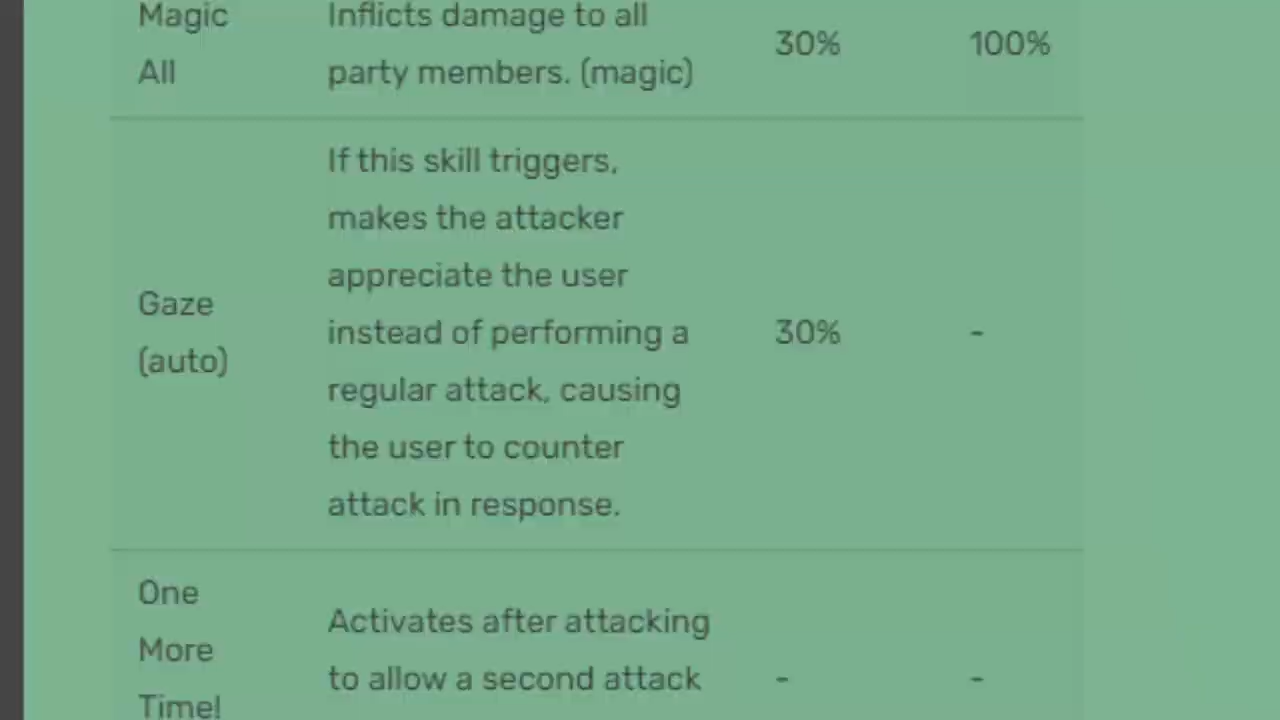 Magic
All
Inflicts damage to all
party members. (magic)
30%
100%
Gaze
(auto)
If this skill triggers,
makes the attacker
appreciate the user
instead of performing a
regular attack, causing
the user to counter
attack in response.
30%
-
One
More
Time!
Activates after attacking
to allow a second attack
-
-